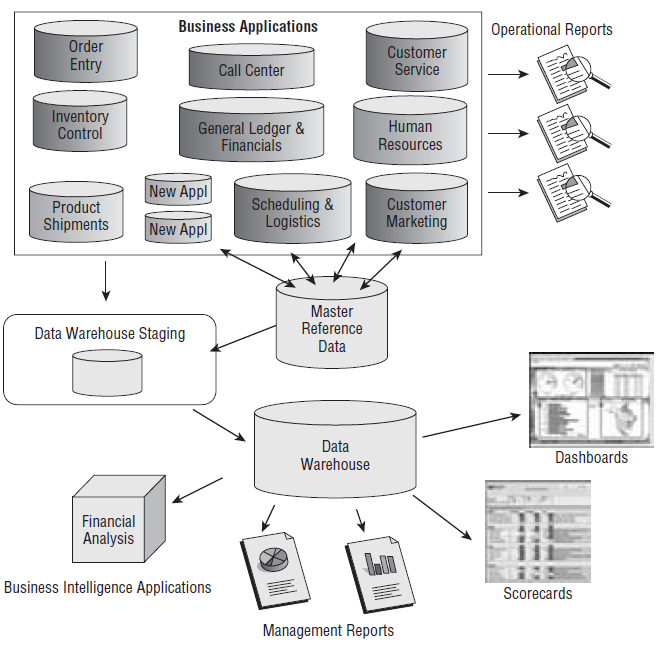 Business Applications
Operational Reports
Order
Entry
Call Center
Customer
Service
Inventory
Control
General Ledger &
Financials
Human
Resources
Product
Shipments
New Appl
New Appl
Scheduling &
Logistics
Customer
Marketing
Master
Reference
Data
Data Warehouse Staging
Data
Warehouse
Dashboards
Financial
Analysis
Business Intelligence Applications
Scorecards
Management Reports